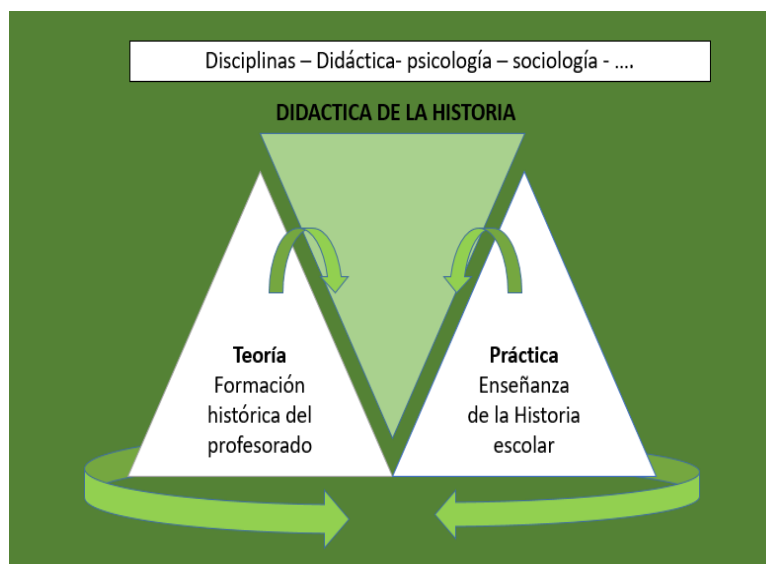 Disciplinas – Didáctica- psicología – sociología - ....
DIDACTICA DE LA HISTORIA
Teoría
Formación
histórica del
profesorado
Práctica
Enseñanza
de la Historia
escolar